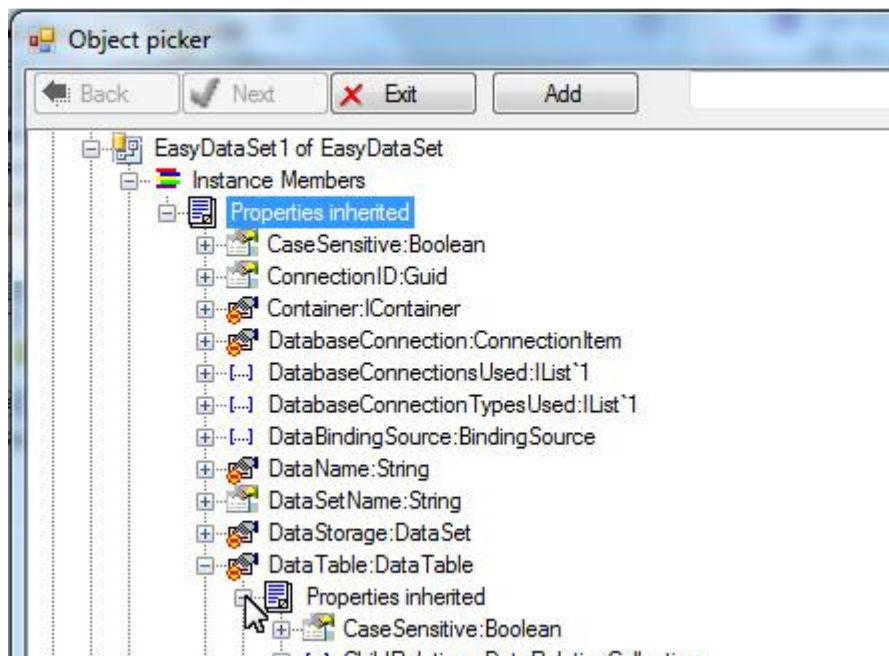 Object picker
Back Next Exit Add
EasyDataSet1 of EasyDataSet
Instance Members
Properties inherited
CaseSensitive:Boolean
ConnectionID:Guid
Container:IContainer
DatabaseConnection:ConnectionItem
[...] DatabaseConnectionsUsed:IList`1
[...] DatabaseConnectionTypesUsed:IList`1
[...] DataBindingSource:BindingSource
DataName:String
DataSetName:String
DataStorage:DataSet
DataTable:DataTable
Properties inherited
CaseSensitive:Boolean